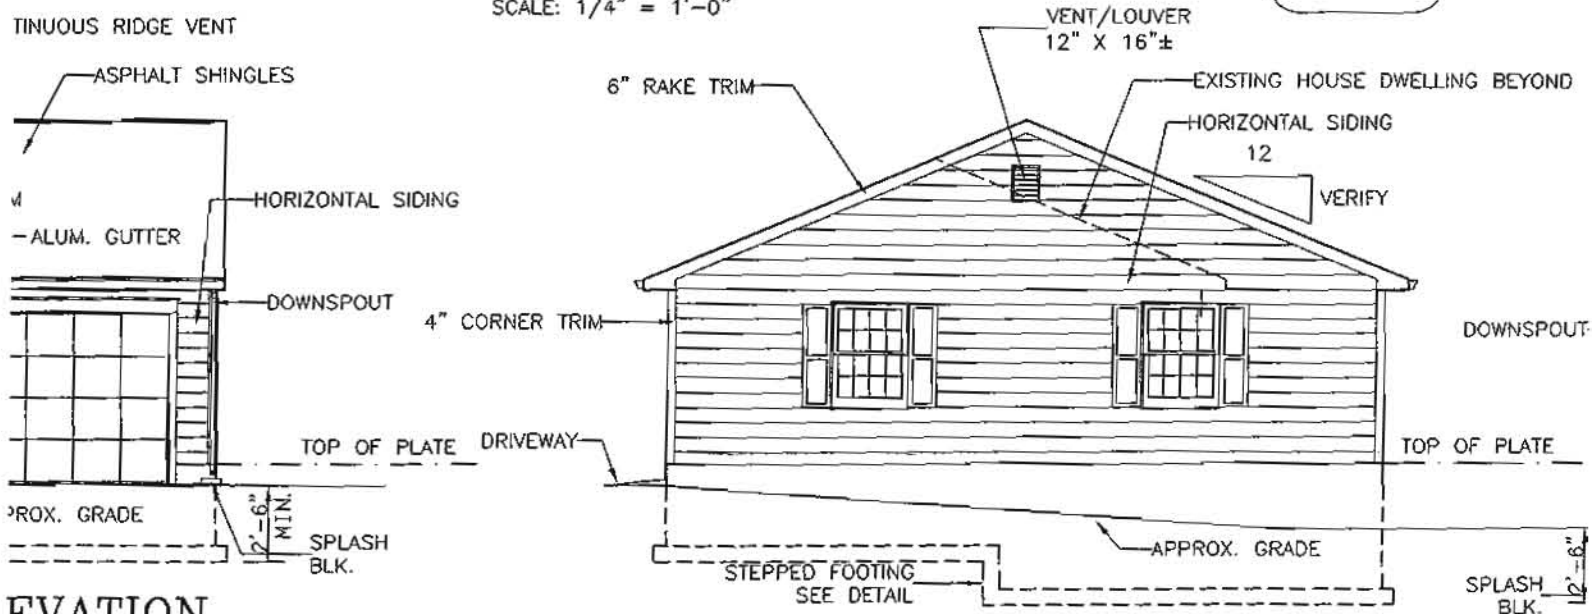 SCALE: 1/4" = 1'-0"
TINUOUS RIDGE VENT
ASPHALT SHINGLES
HORIZONTAL SIDING
ALUM. GUTTER
DOWNSPOUT
TOP OF PLATE
PROX. GRADE
2'-6"
MIN.
SPLASH
BLK.
EVATION
VENT/LOUVER
12" X 16"±
6" RAKE TRIM
EXISTING HOUSE DWELLING BEYOND
HORIZONTAL SIDING
12
VERIFY
4" CORNER TRIM
DOWNSPOUT
DRIVEWAY
TOP OF PLATE
APPROX. GRADE
STEPPED FOOTING
SEE DETAIL
2'-6"
SPLASH
BLK.